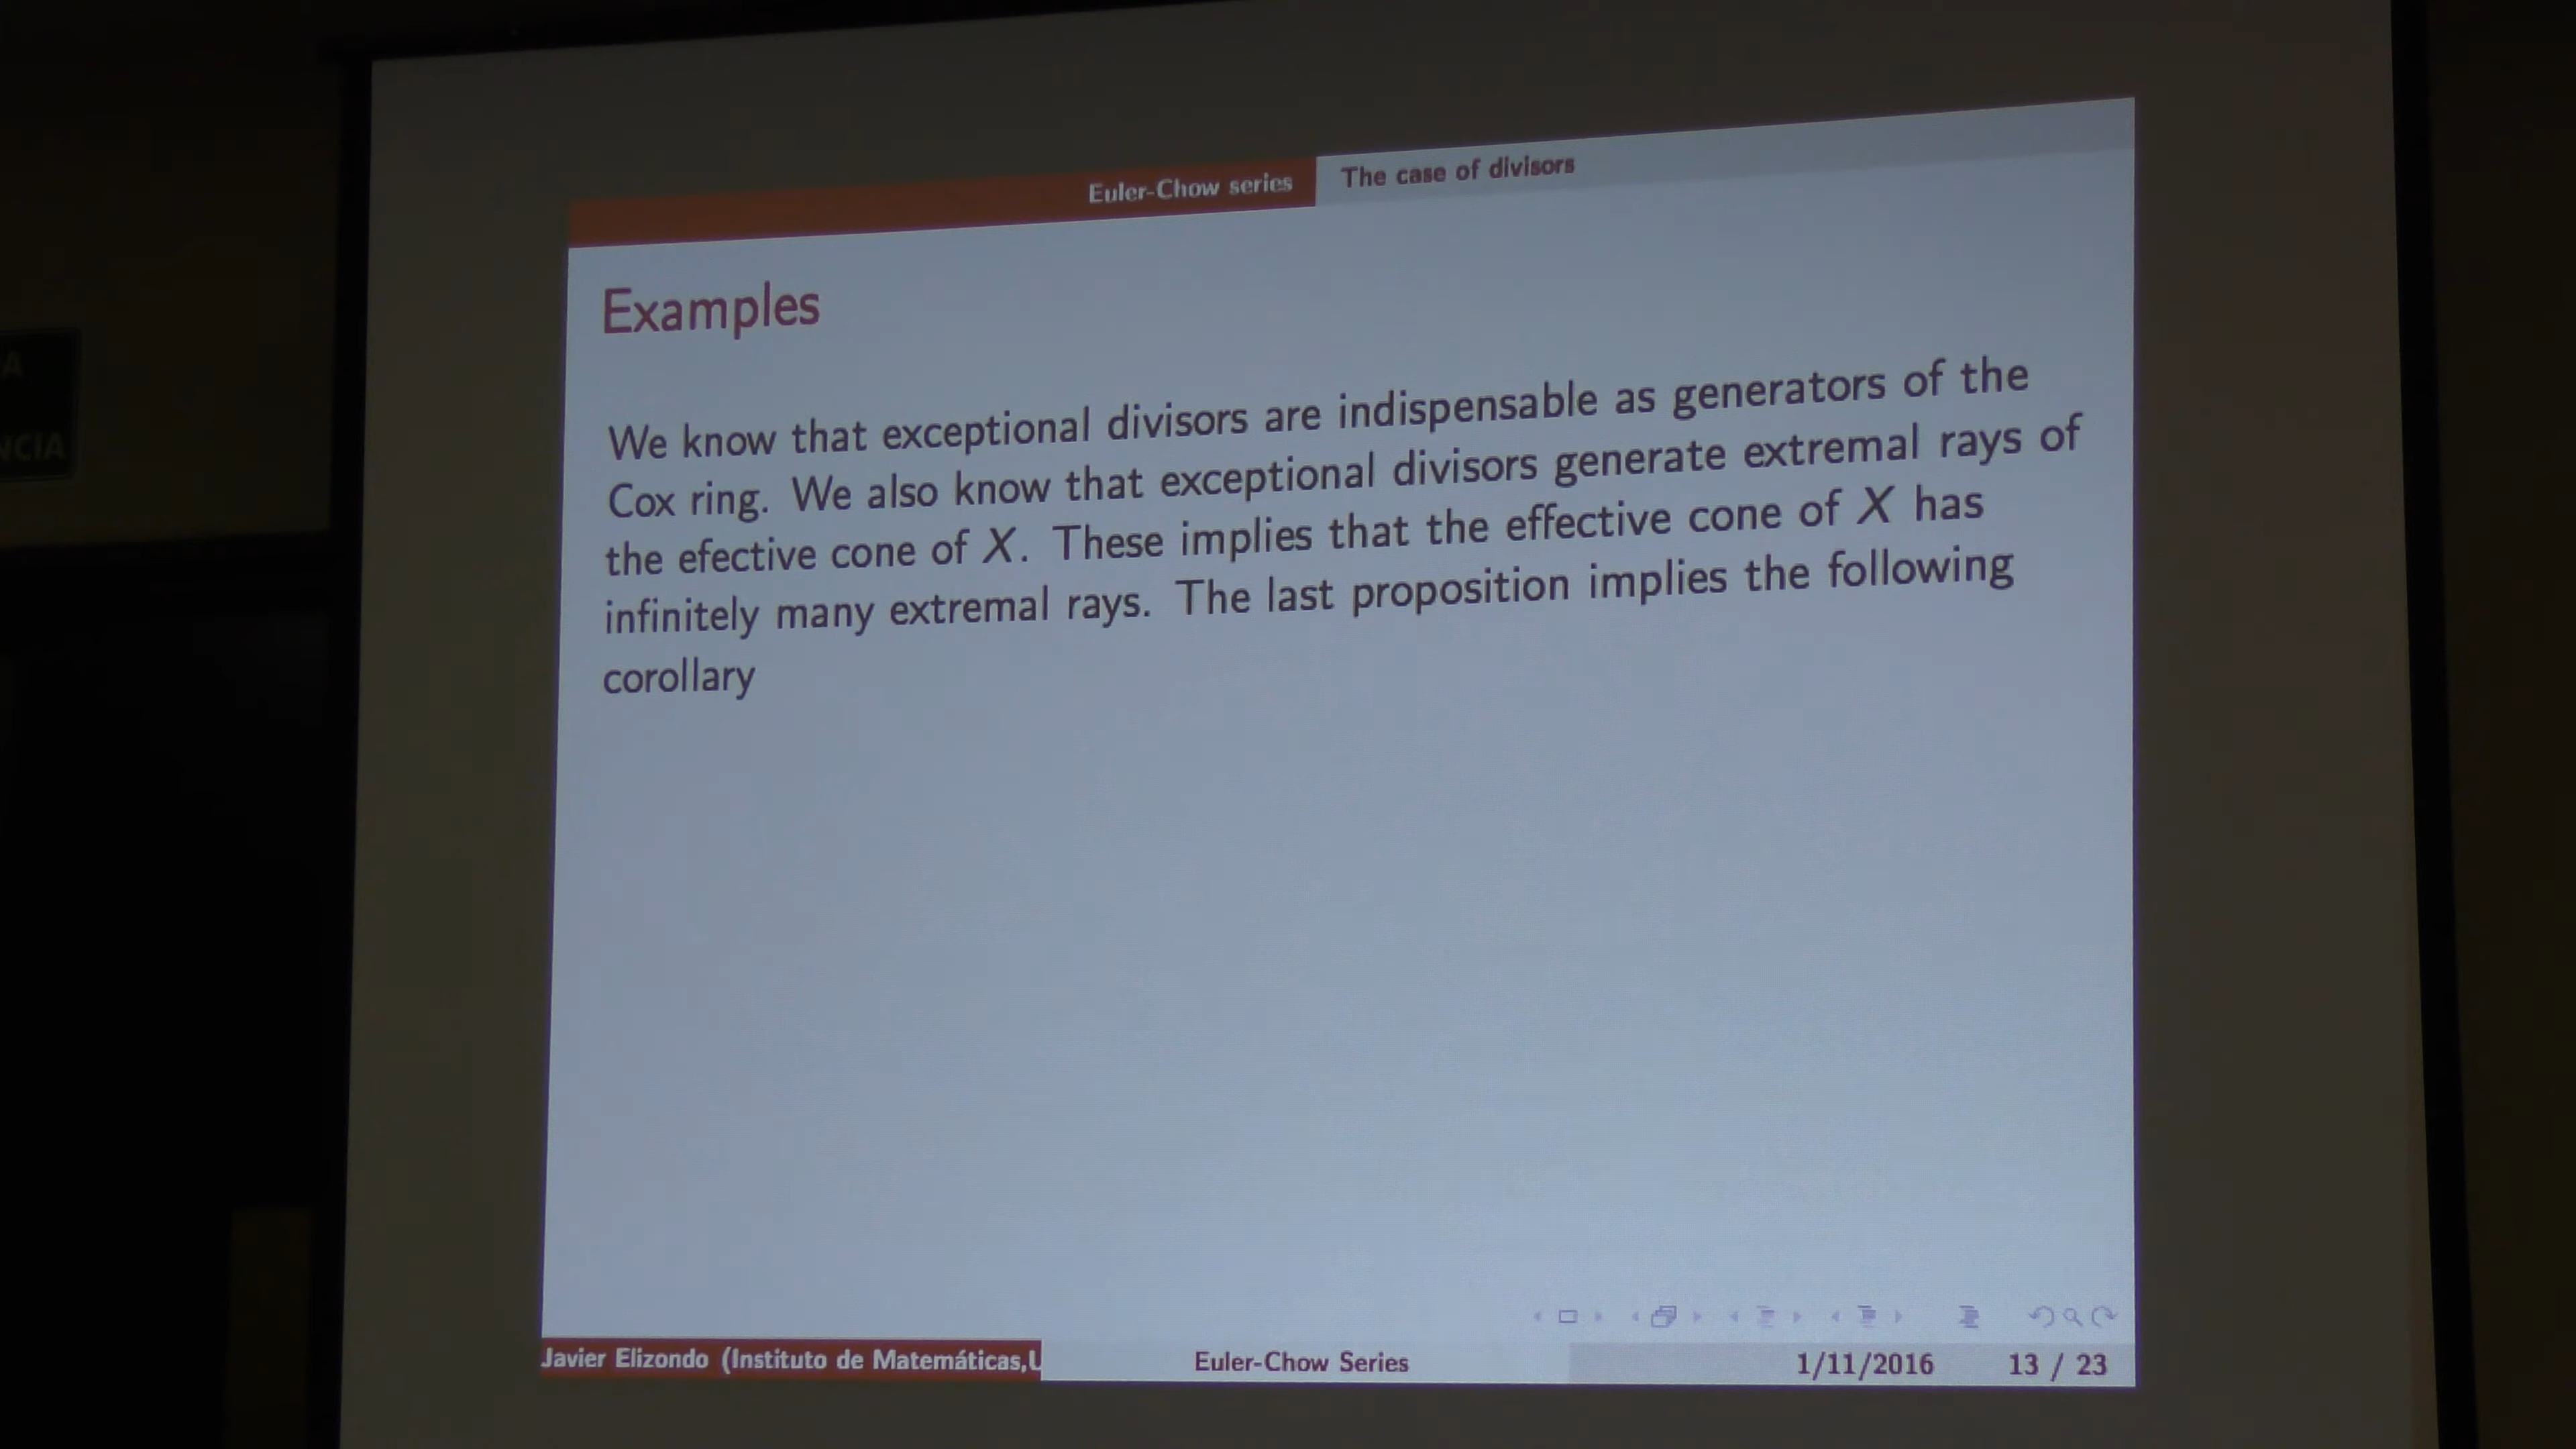 Euler-Chow series
The case of divisors
Examples
We know that exceptional divisors are indispensable as generators of the
Cox ring. We also know that exceptional divisors generate extremal rays of
the efective cone of X. These implies that the effective cone of X has
infinitely many extremal rays. The last proposition implies the following
corollary
Javier Elizondo (Instituto de Matemáticas,U
Euler-Chow Series
1/11/2016
13 / 23
A
NCIA